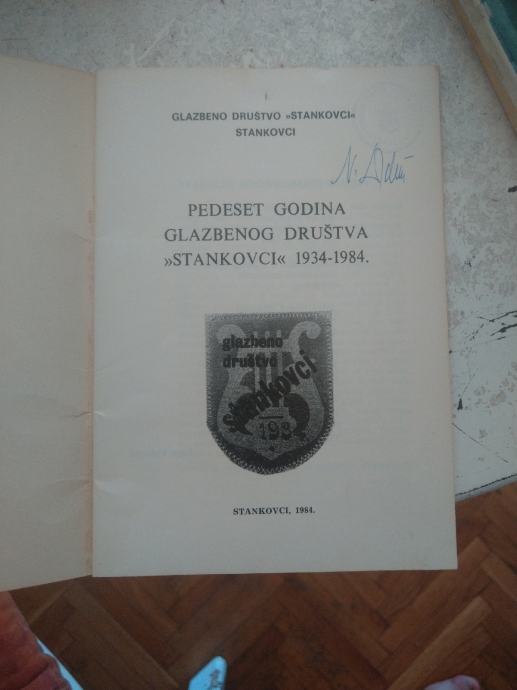 GLAZBENO DRUŠTVO »STANKOVCI«
STANKOVCI
PEDESET GODINA
GLAZBENOG DRUŠTVA
»STANKOVCI« 1934-1984.
glazbeno
društvo
stankovci
STANKOVCI, 1984.